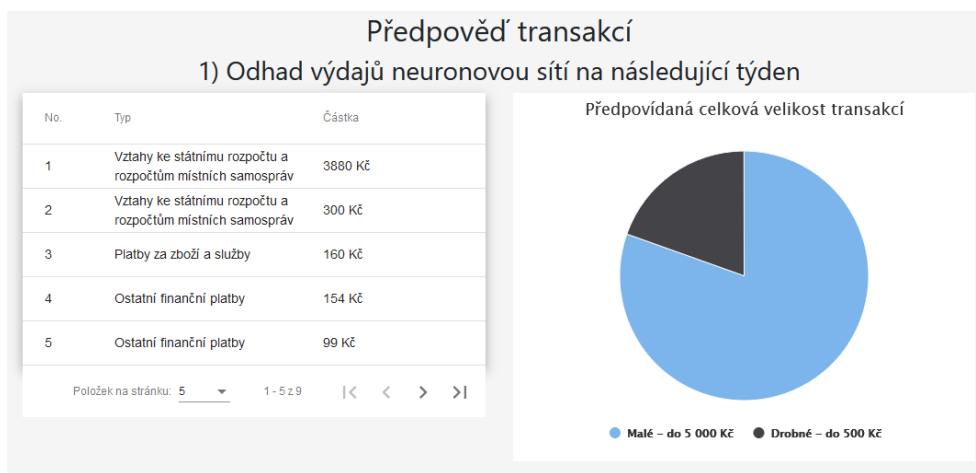 Předpověď transakcí
1) Odhad výdajů neuronovou sítí na následující týden
No. Typ Částka
1 Vztahy ke státnímu rozpočtu a rozpočtům místních samospráv 3880 Kč
2 Vztahy ke státnímu rozpočtu a rozpočtům místních samospráv 300 Kč
3 Platby za zboží a služby 160 Kč
4 Ostatní finanční platby 154 Kč
5 Ostatní finanční platby 99 Kč
Položek na stránku: 5 1 - 5 z 9
Předpovídaná celková velikost transakcí
Malé – do 5 000 Kč Drobné – do 500 Kč